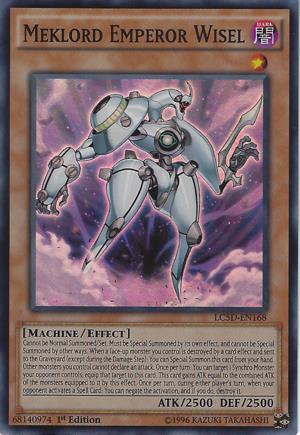 MEKLORD EMPEROR WISEL
DARK
闇
LC5D-EN168
[MACHINE/EFFECT]
Cannot be Normal Summoned/Set. Must be Special Summoned by its own effect, and cannot be Special
Summoned by other ways. When a face-up monster you control is destroyed by a card effect and sent
to the Graveyard (except during the Damage Step): You can Special Summon this card from your hand.
Other monsters you control cannot declare an attack. Once per turn: You can target 1 Synchro Monster
your opponent controls; equip that target to this card. This card gains ATK equal to the combined ATK
of the monsters equipped to it by this effect. Once per turn, during either player's turn, when your
opponent activates a Spell Card: You can negate the activation, and if you do, destroy it.
ATK/2500 DEF/2500
68140974 1st Edition ©1996 KAZUKI TAKAHASHI